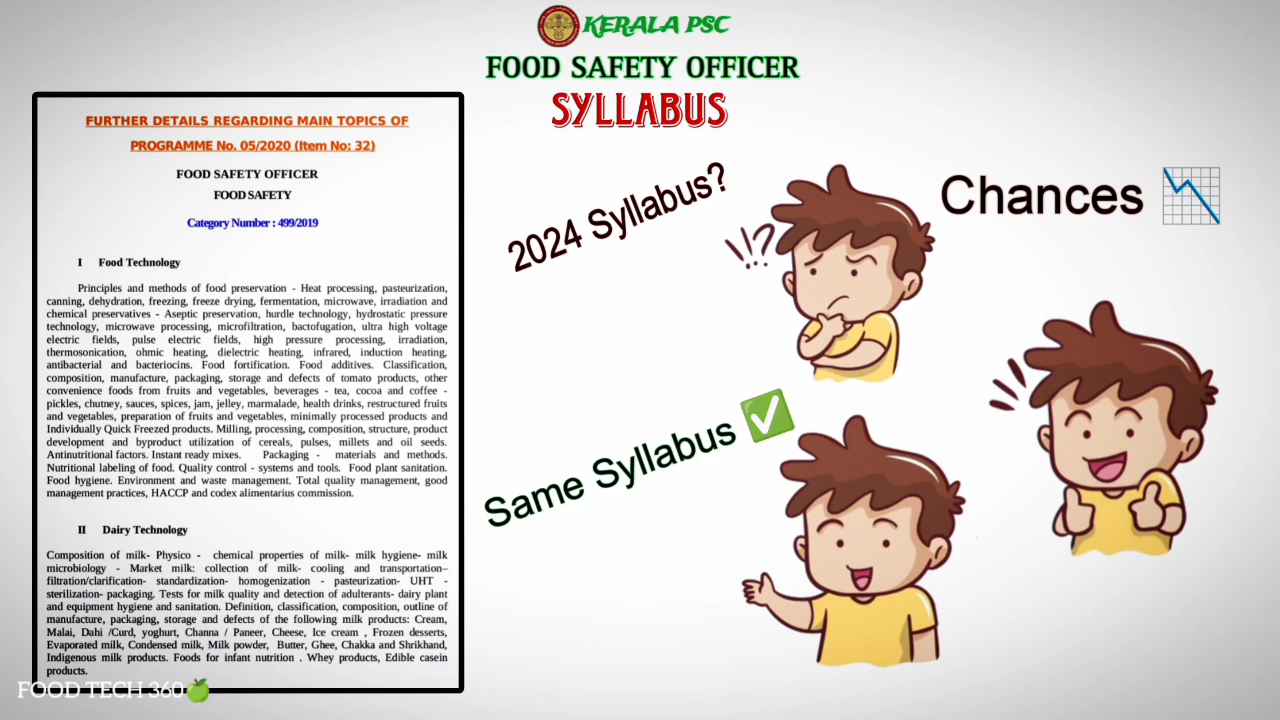 KERALA PSC
FOOD SAFETY OFFICER
SYLLABUS
FURTHER DETAILS REGARDING MAIN TOPICS OF
PROGRAMME No. 05/2020 (Item No: 32)
FOOD SAFETY OFFICER
FOOD SAFETY
Category Number : 499/2019
I Food Technology
Principles and methods of food preservation - Heat processing, pasteurization,
canning, dehydration, freezing, freeze drying, fermentation, microwave, irradiation and
chemical preservatives - Aseptic preservation, hurdle technology, hydrostatic pressure
technology, microwave processing, microfiltration, bactofugation, ultra high voltage
electric fields, pulse electric fields, high pressure processing, irradiation,
thermosonication, ohmic heating, dielectric heating, infrared, induction heating,
antibacterial and bacteriocins. Food fortification. Food additives. Classification,
composition, manufacture, packaging, storage and defects of tomato products, other
convenience foods from fruits and vegetables, beverages - tea, cocoa and coffee -
pickles, chutney, sauces, spices, jam, jelley, marmalade, health drinks, restructured fruits
and vegetables, preparation of fruits and vegetables, minimally processed products and
Individually Quick Freezed products. Milling, processing, composition, structure, product
development and byproduct utilization of cereals, pulses, millets and oil seeds.
Antinutritional factors. Instant ready mixes. Packaging - materials and methods.
Nutritional labeling of food. Quality control - systems and tools. Food plant sanitation.
Food hygiene. Environment and waste management. Total quality management, good
management practices, HACCP and codex alimentarius commission.
II Dairy Technology
Composition of milk- Physico - chemical properties of milk- milk hygiene- milk
microbiology - Market milk: collection of milk- cooling and transportation–
filtration/clarification- standardization- homogenization - pasteurization- UHT -
sterilization- packaging. Tests for milk quality and detection of adulterants- dairy plant
and equipment hygiene and sanitation. Definition, classification, composition, outline of
manufacture, packaging, storage and defects of the following milk products: Cream,
Malai, Dahi /Curd, yoghurt, Channa / Paneer, Cheese, Ice cream , Frozen desserts,
Evaporated milk, Condensed milk, Milk powder, Butter, Ghee, Chakka and Shrikhand,
Indigenous milk products. Foods for infant nutrition . Whey products, Edible casein
products.
FOOD TECH 360🍏
2024 Syllabus?
!!?
Chances 📉
Same Syllabus ✅